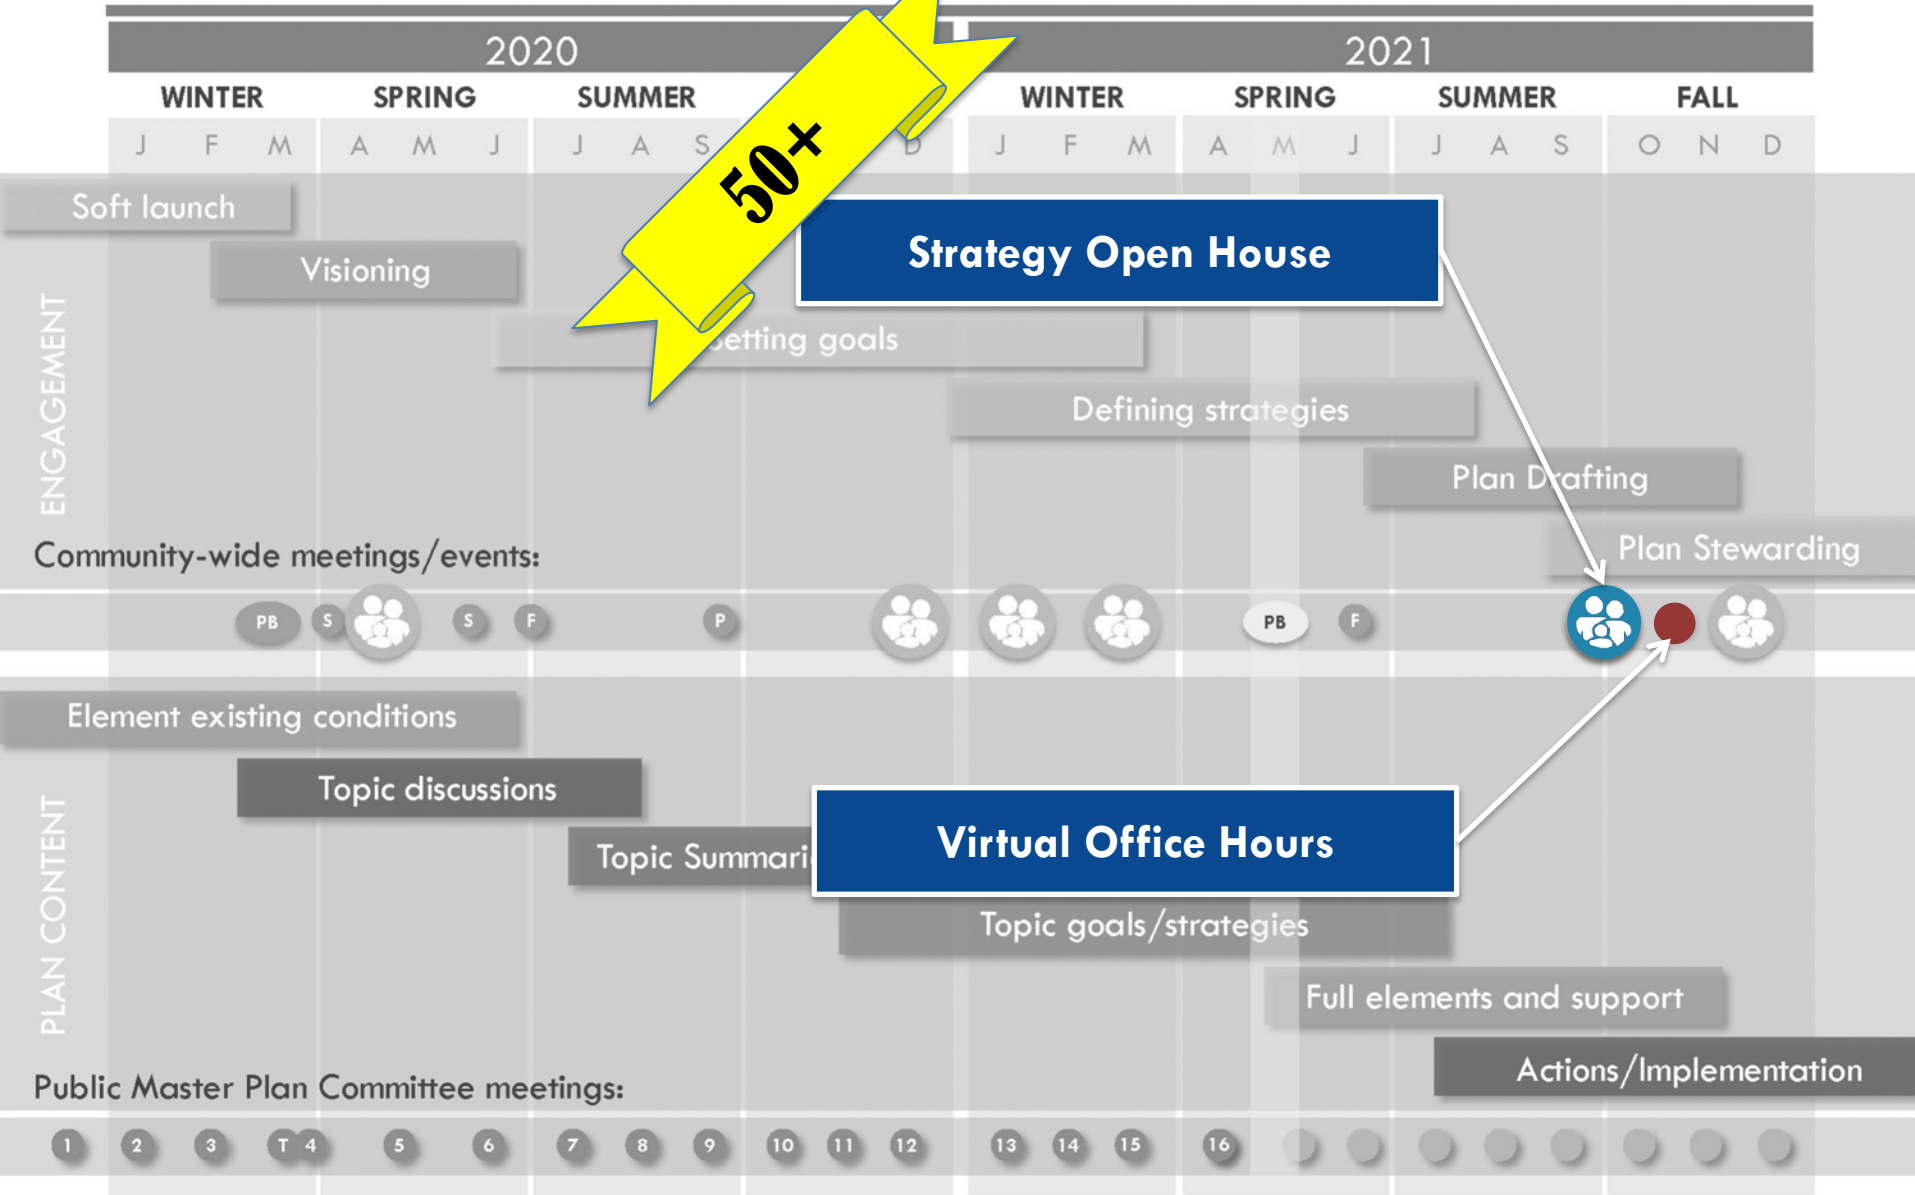 2020
2021
WINTER SPRING SUMMER
WINTER SPRING SUMMER FALL
J F M A M J J A S D
J F M A M J J A S O N D
50+
Soft launch
Strategy Open House
Visioning
ENGAGEMENT
etting goals
Defining strategies
Plan Drafting
Plan Stewarding
Community-wide meetings/events:
PB S S F P PB F
Element existing conditions
Topic discussions
PLAN CONTENT
Topic Summari
Virtual Office Hours
Topic goals/strategies
Full elements and support
Actions/Implementation
Public Master Plan Committee meetings:
1 2 3 T 4 5 6 7 8 9 10 11 12 13 14 15 16